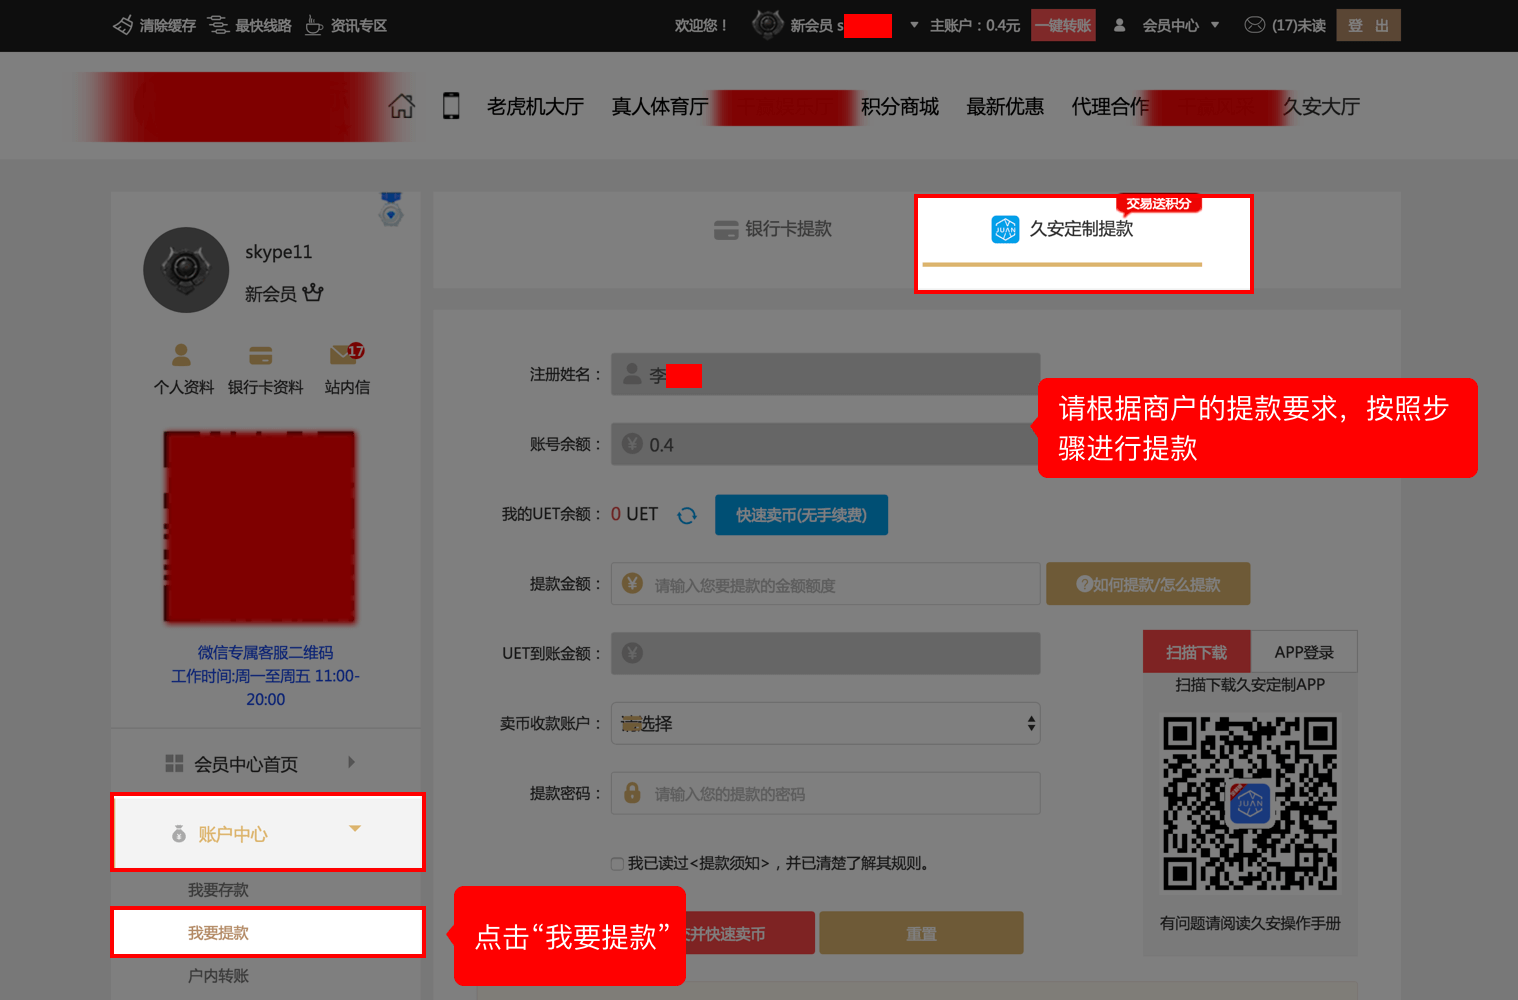 清除缓存 最快线路 资讯专区 欢迎您！ 新会员 s 主账户：0.4元 一键转账 会员中心 (17)未读 登 出
老虎机大厅 真人体育厅 积分商城 最新优惠 代理合作 久安大厅
交易送积分
银行卡提款 JUAN 久安定制提款
skype11
新会员
17
个人资料 银行卡资料 站内信
微信专属客服二维码
工作时间:周一至周五 11:00-
20:00
会员中心首页
账户中心
我要存款
我要提款
户内转账
点击“我要提款”
注册姓名： 李
账号余额： ¥ 0.4
请根据商户的提款要求，按照步
骤进行提款
我的UET余额： 0 UET 快速卖币(无手续费)
提款金额： ¥ 请输入您要提款的金额额度 ?如何提款/怎么提款
UET到账金额： ¥
卖币收款账户： 请选择
提款密码： 请输入您的提款的密码
我已读过<提款须知>，并已清楚了解其规则。
并快速卖币 重置
扫描下载 APP登录
扫描下载久安定制APP
JUAN
有问题请阅读久安操作手册